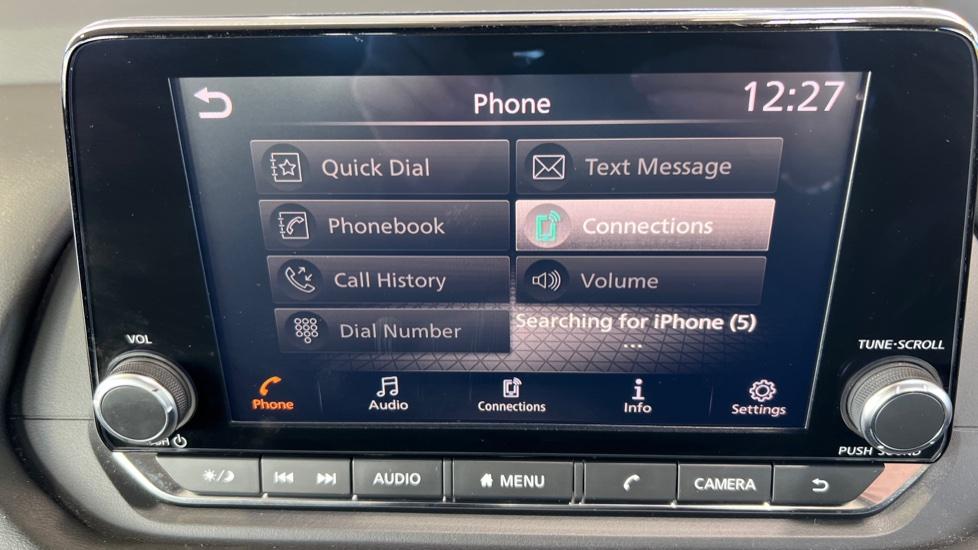 Phone
12:27
Quick Dial
Text Message
Phonebook
Connections
Call History
Volume
Dial Number
Searching for iPhone (5)
...
Phone
Audio
Connections
Info
Settings
VOL
TUNE·SCROLL
PUSH SOUND
AUDIO
MENU
CAMERA